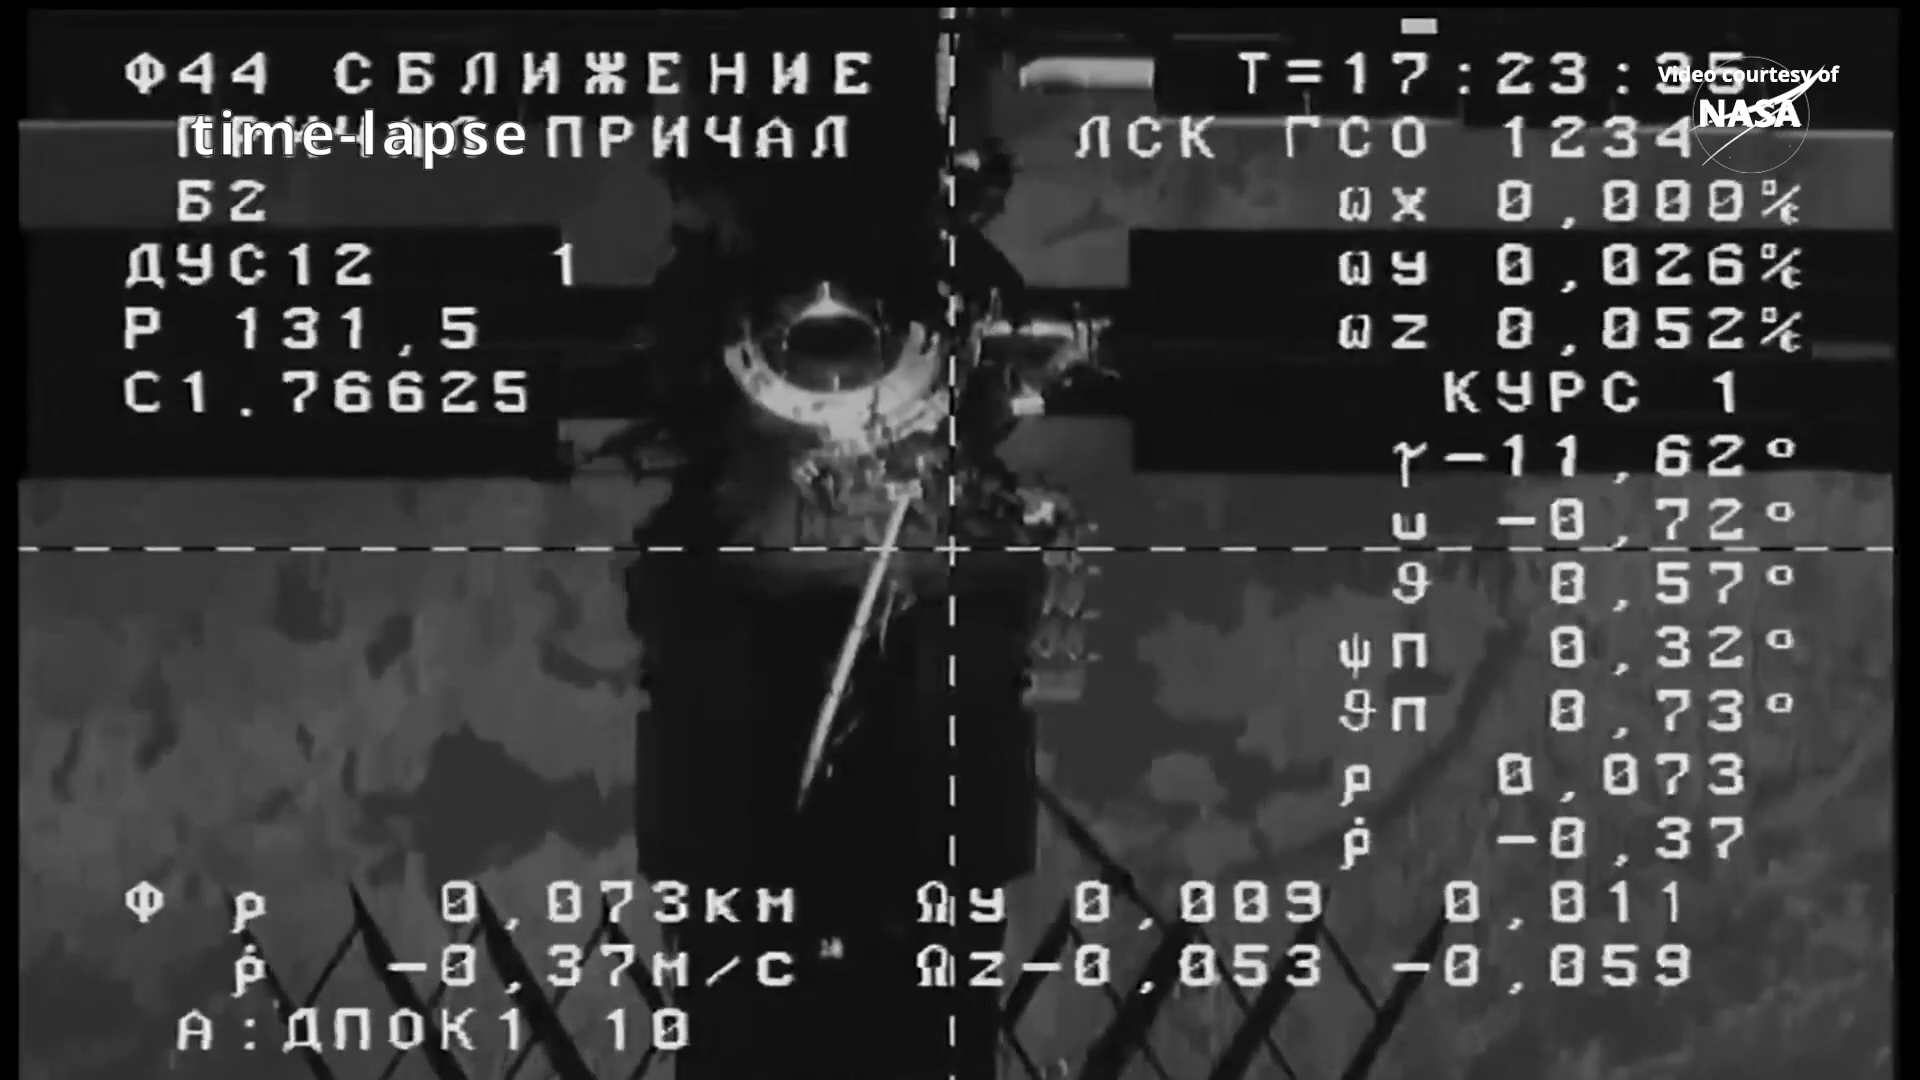 Ф44 СБЛИЖЕНИЕ T=17:23:35
Video courtesy of
NASA
time-lapse
ПРИЧАЛ ЛСК ГСО 1234
Б2 ωx 0,000°/с
ДУС12 1 ωy 0,026°/с
Р 131,5 ωz 0,052°/с
С1.76625 КУРС 1
γ-11,62°
ψ -0,72°
ϑ 0,57°
ψП 0,32°
ϑП 0,73°
ρ 0,073
ρ̇ -0,37
Ф ρ 0,073км Ωy 0,009 0,011
ρ̇ -0,37м/с Ωz-0,053 -0,059
А:ДПОК1 10